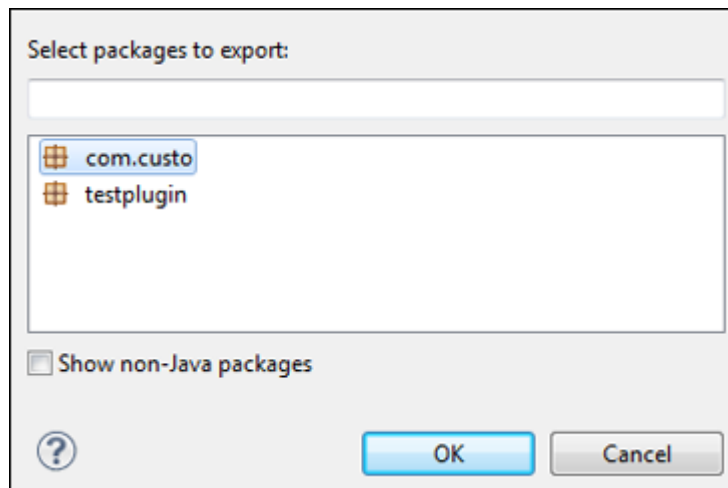 Select packages to export:
com.custo
testplugin
Show non-Java packages
?
OK Cancel